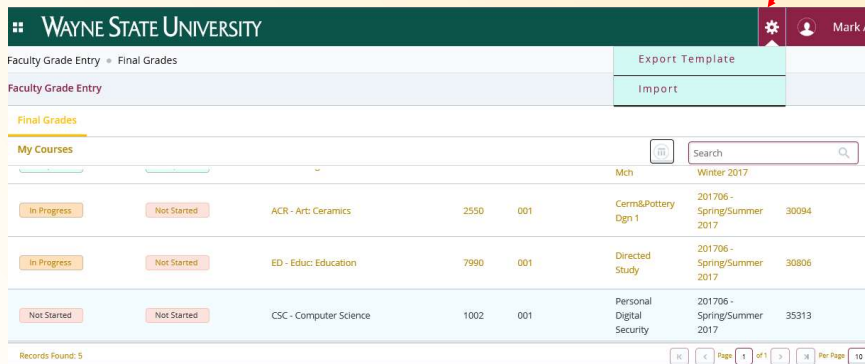 WAYNE STATE UNIVERSITY
Mark
Faculty Grade Entry • Final Grades
Export Template
Faculty Grade Entry
Import
Final Grades
My Courses
Search
Mch Winter 2017
In Progress Not Started ACR - Art: Ceramics 2550 001 Cerm&Pottery Dgn 1 201706 - Spring/Summer 2017 30094
In Progress Not Started ED - Educ: Education 7990 001 Directed Study 201706 - Spring/Summer 2017 30806
Not Started Not Started CSC - Computer Science 1002 001 Personal Digital Security 201706 - Spring/Summer 2017 35313
Records Found: 5 Page 1 of 1 Per Page 10